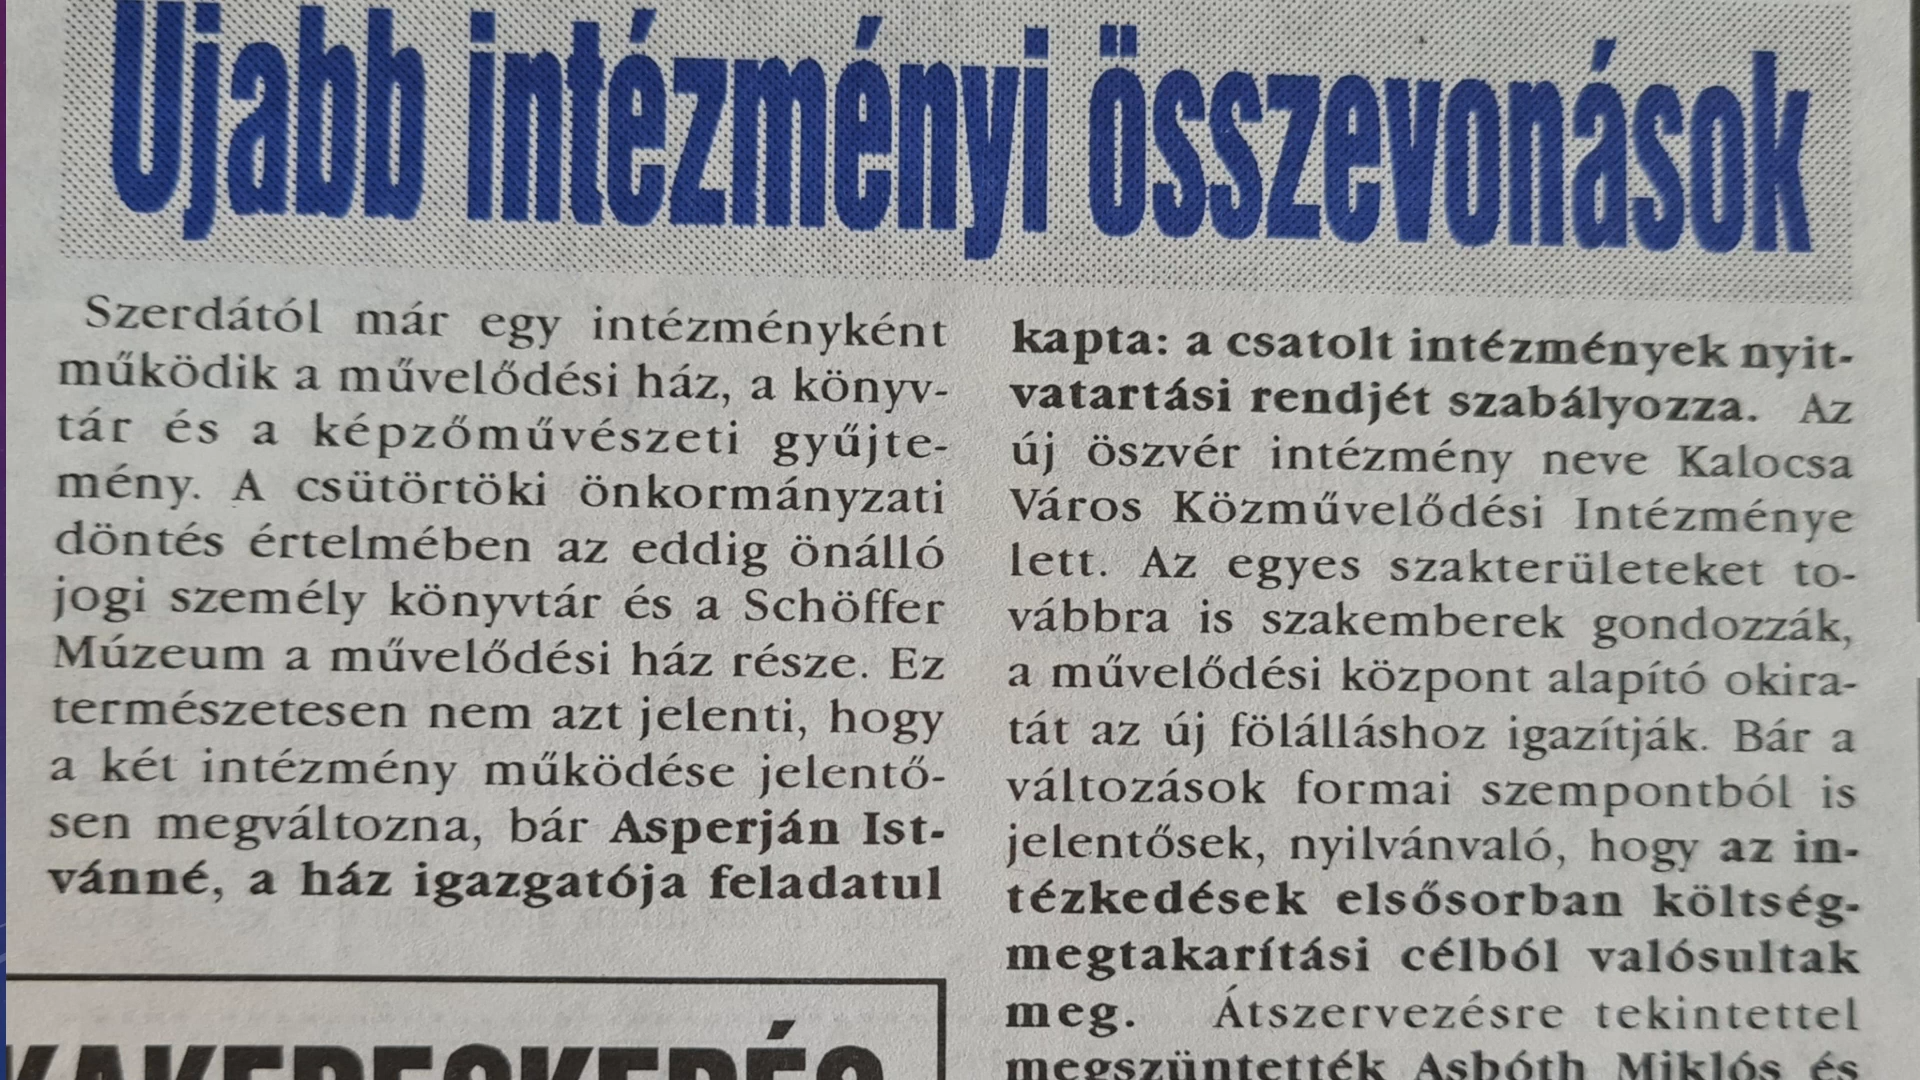 Újabb intézményi összevonások
Szerdától már egy intézményként
működik a művelődési ház, a könyv-
tár és a képzőművészeti gyűjte-
mény. A csütörtöki önkormányzati
döntés értelmében az eddig önálló
jogi személy könyvtár és a Schöffer
Múzeum a művelődési ház része. Ez
természetesen nem azt jelenti, hogy
a két intézmény működése jelentő-
sen megváltozna, bár Asperján Ist-
vánné, a ház igazgatója feladatul
kapta: a csatolt intézmények nyit-
vatartási rendjét szabályozza. Az
új öszvér intézmény neve Kalocsa
Város Közművelődési Intézménye
lett. Az egyes szakterületeket to-
vábbra is szakemberek gondozzák,
a művelődési központ alapító okira-
tát az új fölálláshoz igazítják. Bár a
változások formai szempontból is
jelentősek, nyilvánvaló, hogy az in-
tézkedések elsősorban költség-
megtakarítási célból valósultak
meg. Átszervezésre tekintettel
megszüntették Asbóth Miklós és